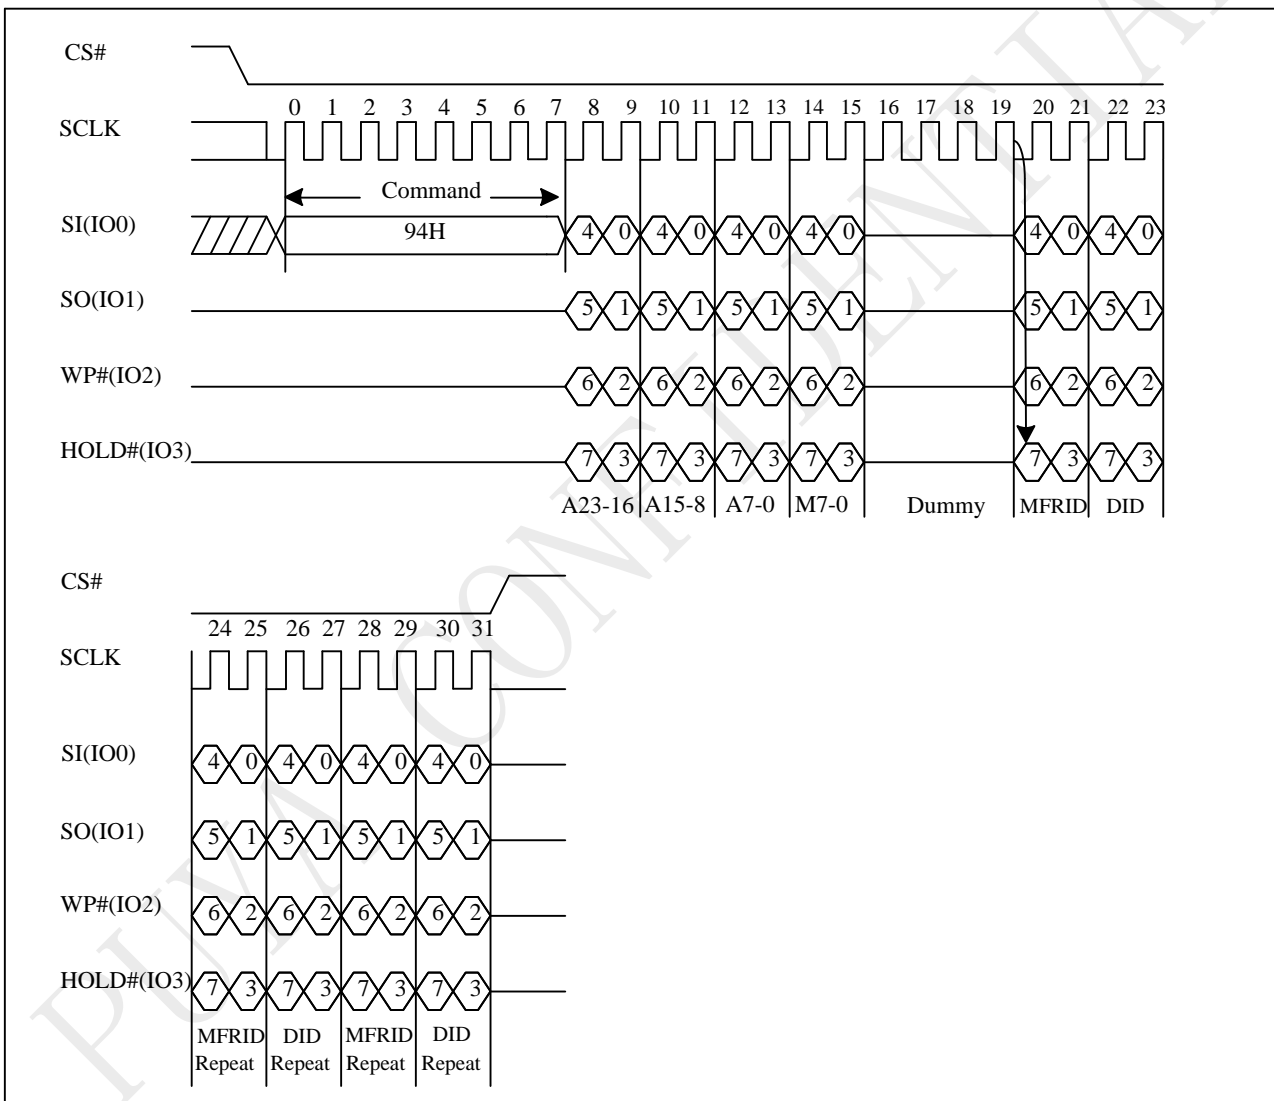 CS#
0 1 2 3 4 5 6 7 8 9 10 11 12 13 14 15 16 17 18 19 20 21 22 23
SCLK
Command
SI(IO0) 94H 4 0 4 0 4 0 4 0 4 0 4 0
SO(IO1) 5 1 5 1 5 1 5 1 5 1 5 1
WP#(IO2) 6 2 6 2 6 2 6 2 6 2 6 2
HOLD#(IO3) 7 3 7 3 7 3 7 3 7 3 7 3
A23-16 A15-8 A7-0 M7-0 Dummy MFRID DID
CS#
24 25 26 27 28 29 30 31
SCLK
SI(IO0) 4 0 4 0 4 0 4 0
SO(IO1) 5 1 5 1 5 1 5 1
WP#(IO2) 6 2 6 2 6 2 6 2
HOLD#(IO3) 7 3 7 3 7 3 7 3
MFRID DID MFRID DID
Repeat Repeat Repeat Repeat
PUYA CONFIDENTIAL